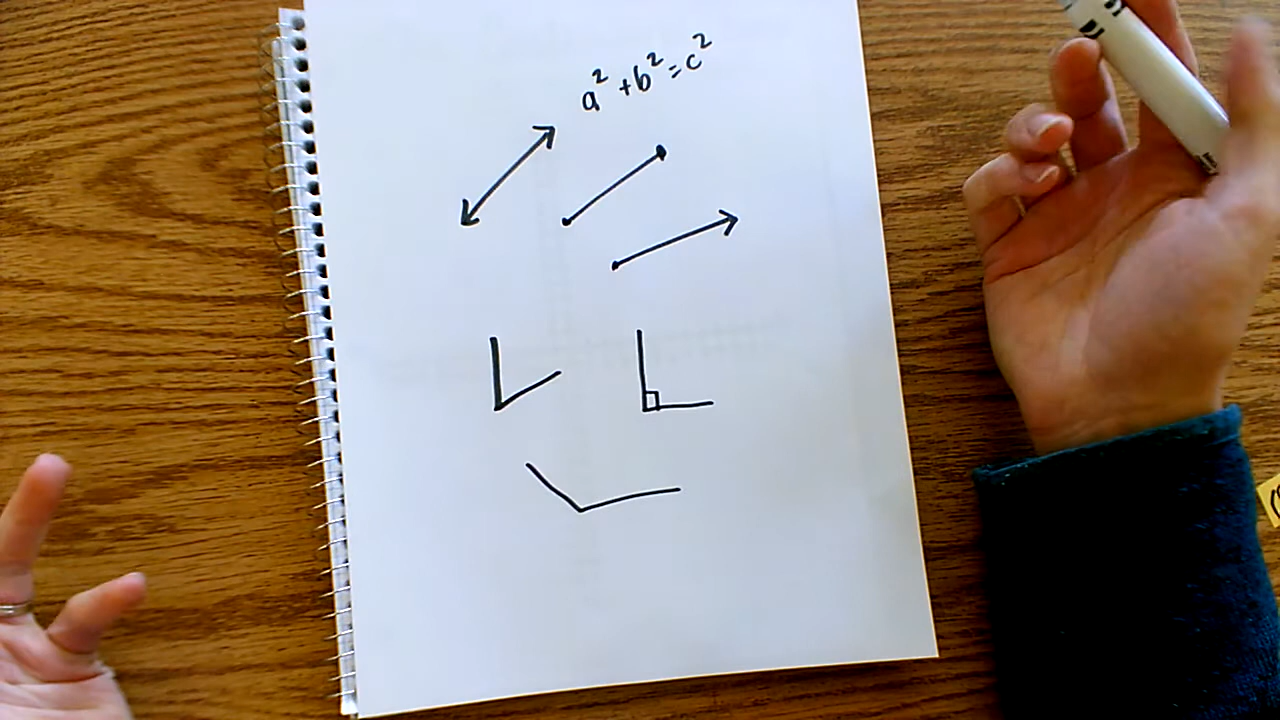 a² + b² = c²